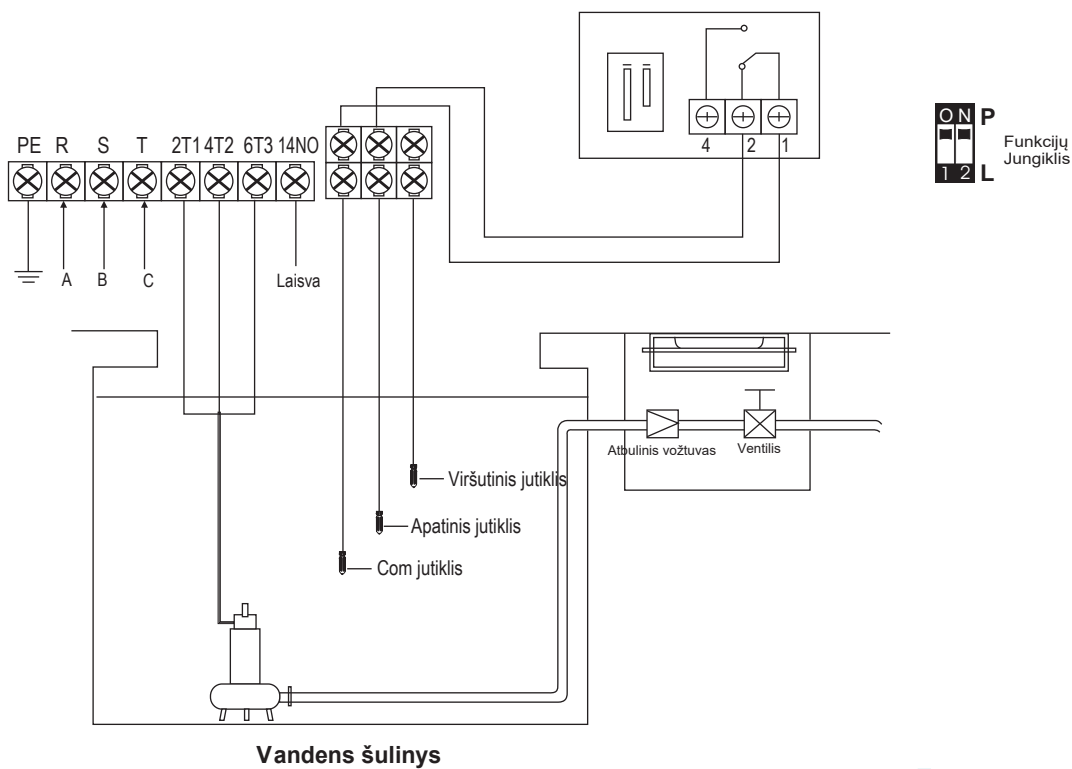 4 2 1
ON P
1 2 L
Funkcijų
Jungiklis
PE R S T 2T1 4T2 6T3 14NO
A B C Laisva
Atbulinis vožtuvas Ventilis
Viršutinis jutiklis
Apatinis jutiklis
Com jutiklis
Vandens šulinys